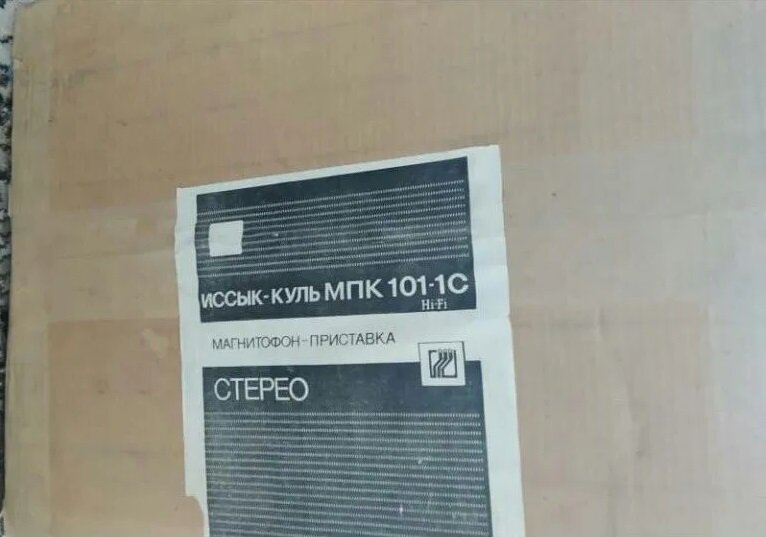 ИССЫК-КУЛЬ МПК 101-1С
Hi-Fi
МАГНИТОФОН-ПРИСТАВКА
СТЕРЕО